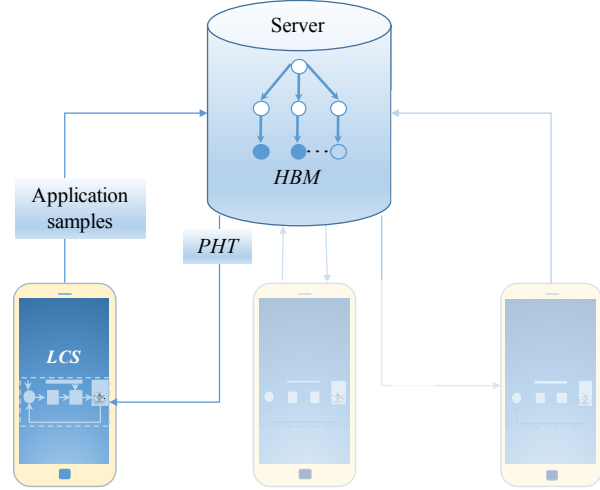 Server
HBM
Application
samples
PHT
LCS